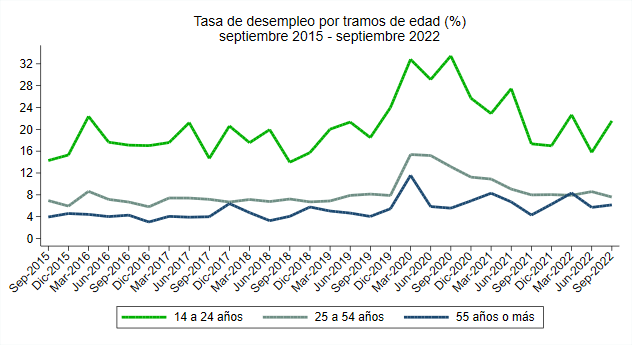 Tasa de desempleo por tramos de edad (%)
septiembre 2015 - septiembre 2022
32
28
24
20
16
12
8
4
0
Sep-2015
Dic-2015
Mar-2016
Jun-2016
Sep-2016
Dic-2016
Mar-2017
Jun-2017
Sep-2017
Dic-2017
Mar-2018
Jun-2018
Sep-2018
Dic-2018
Mar-2019
Jun-2019
Sep-2019
Dic-2019
Mar-2020
Jun-2020
Sep-2020
Dic-2020
Mar-2021
Jun-2021
Sep-2021
Dic-2021
Mar-2022
Jun-2022
Sep-2022
14 a 24 años
25 a 54 años
55 años o más